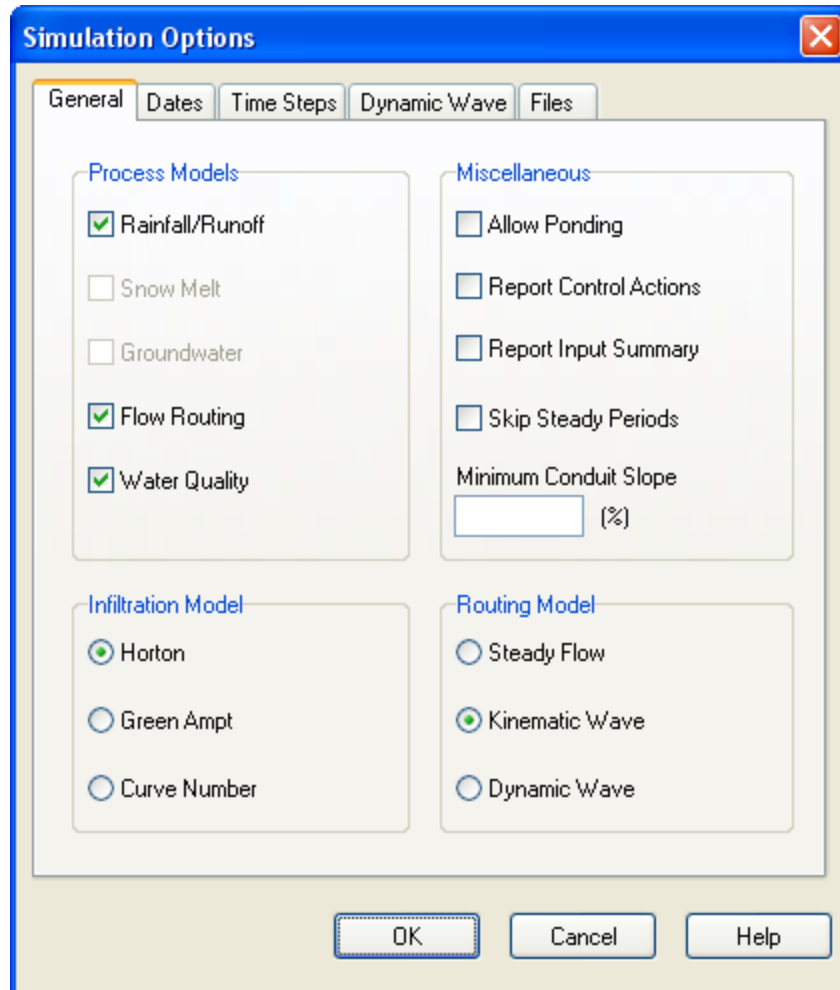 Simulation Options
General
Dates
Time Steps
Dynamic Wave
Files
Process Models
Rainfall/Runoff
Snow Melt
Groundwater
Flow Routing
Water Quality
Miscellaneous
Allow Ponding
Report Control Actions
Report Input Summary
Skip Steady Periods
Minimum Conduit Slope
(%)
Infiltration Model
Horton
Green Ampt
Curve Number
Routing Model
Steady Flow
Kinematic Wave
Dynamic Wave
OK
Cancel
Help